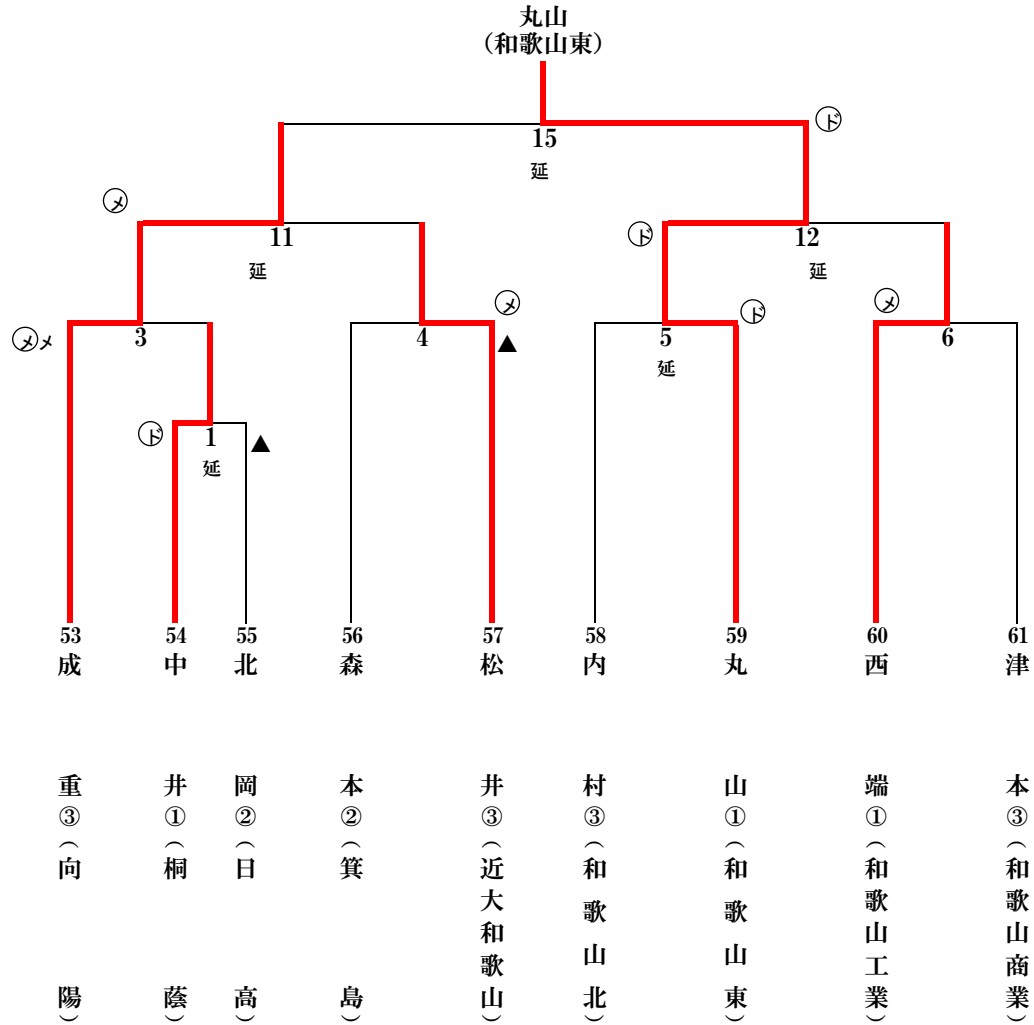 丸山
（和歌山東）
ド
15
延
メ
11
延
ド
12
延
メメ
3
メ
4
▲
ド
5
延
メ
6
ド
1
延
▲
53 成重③（向陽）
54 中井①（桐蔭）
55 北岡②（日高）
56 森本②（箕島）
57 松井③（近大和歌山）
58 内村③（和歌山北）
59 丸山①（和歌山東）
60 西端①（和歌山工業）
61 津本③（和歌山商業）